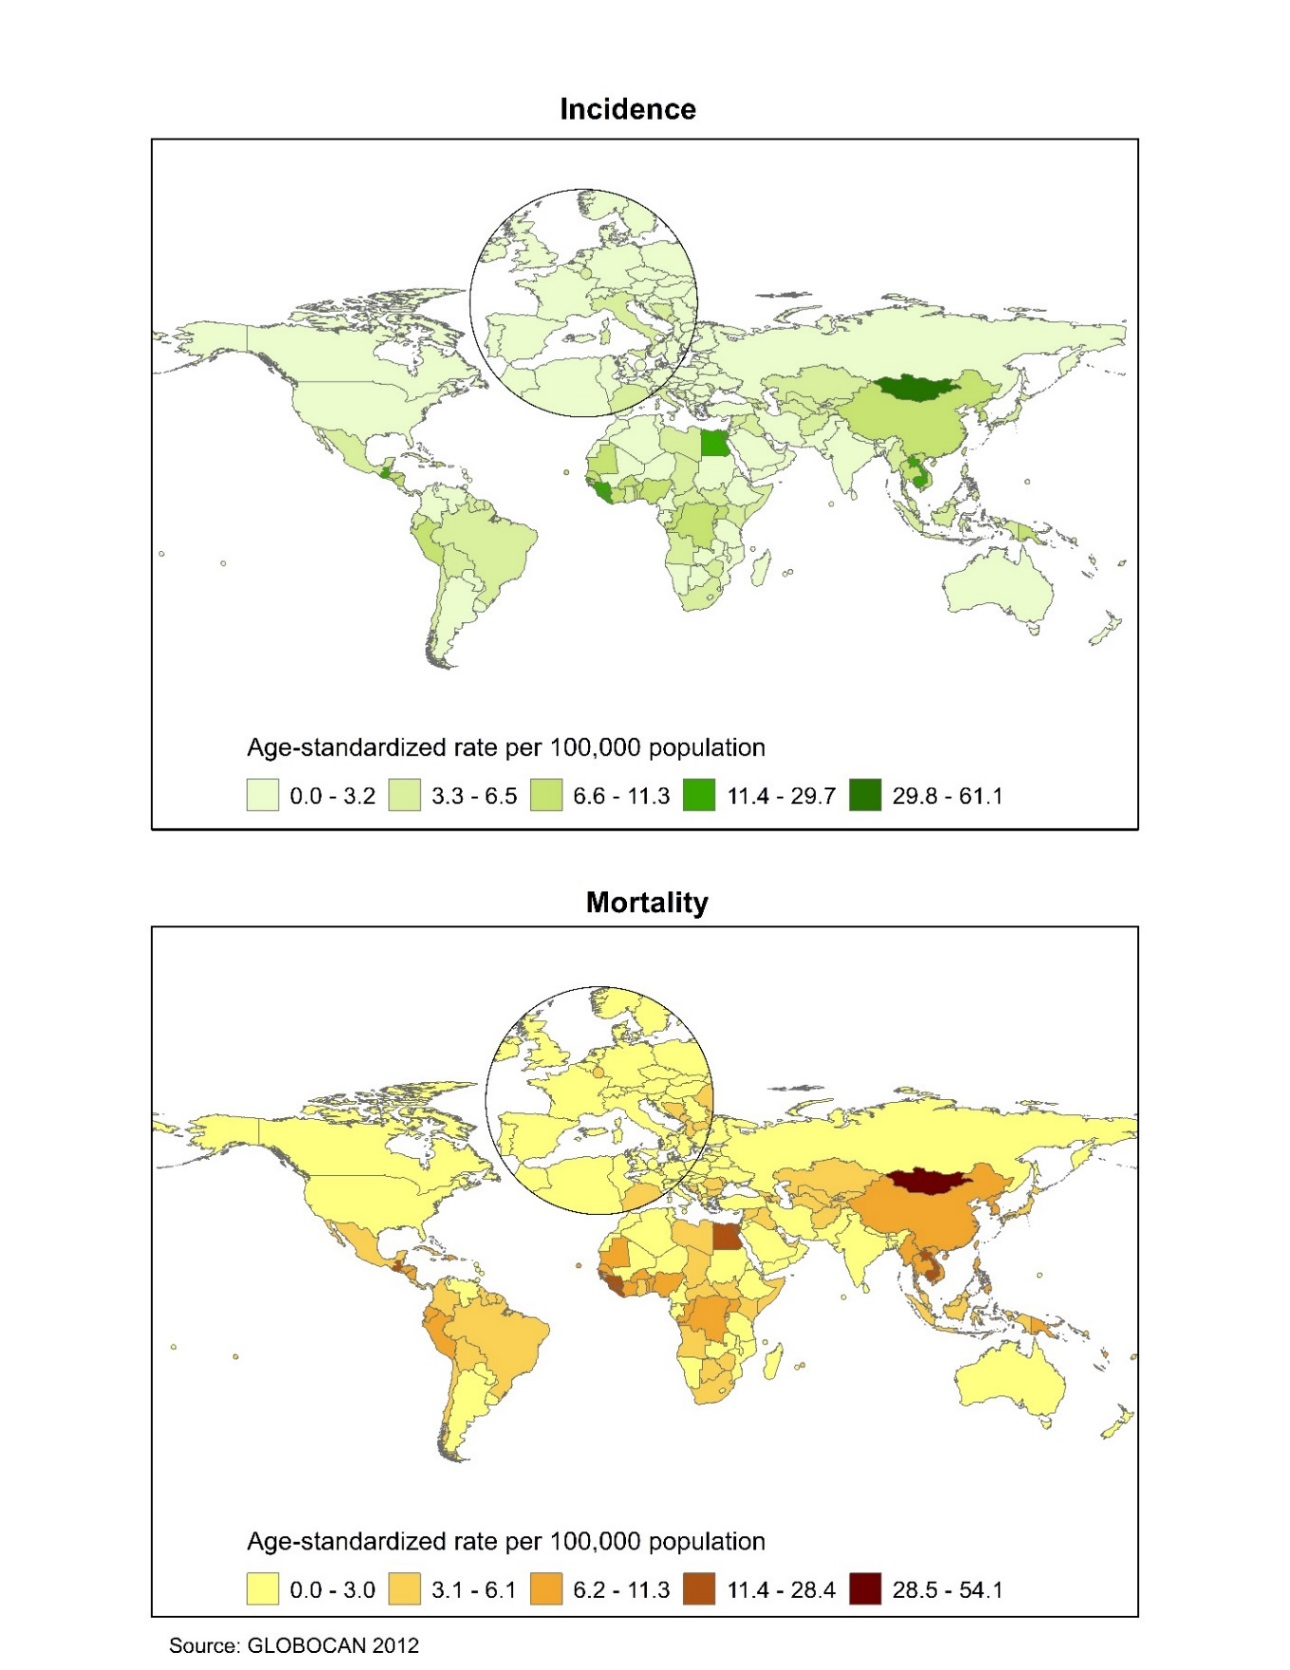 Incidence
Age-standardized rate per 100,000 population
0.0 - 3.2 3.3 - 6.5 6.6 - 11.3 11.4 - 29.7 29.8 - 61.1
Mortality
Age-standardized rate per 100,000 population
0.0 - 3.0 3.1 - 6.1 6.2 - 11.3 11.4 - 28.4 28.5 - 54.1
Source: GLOBOCAN 2012